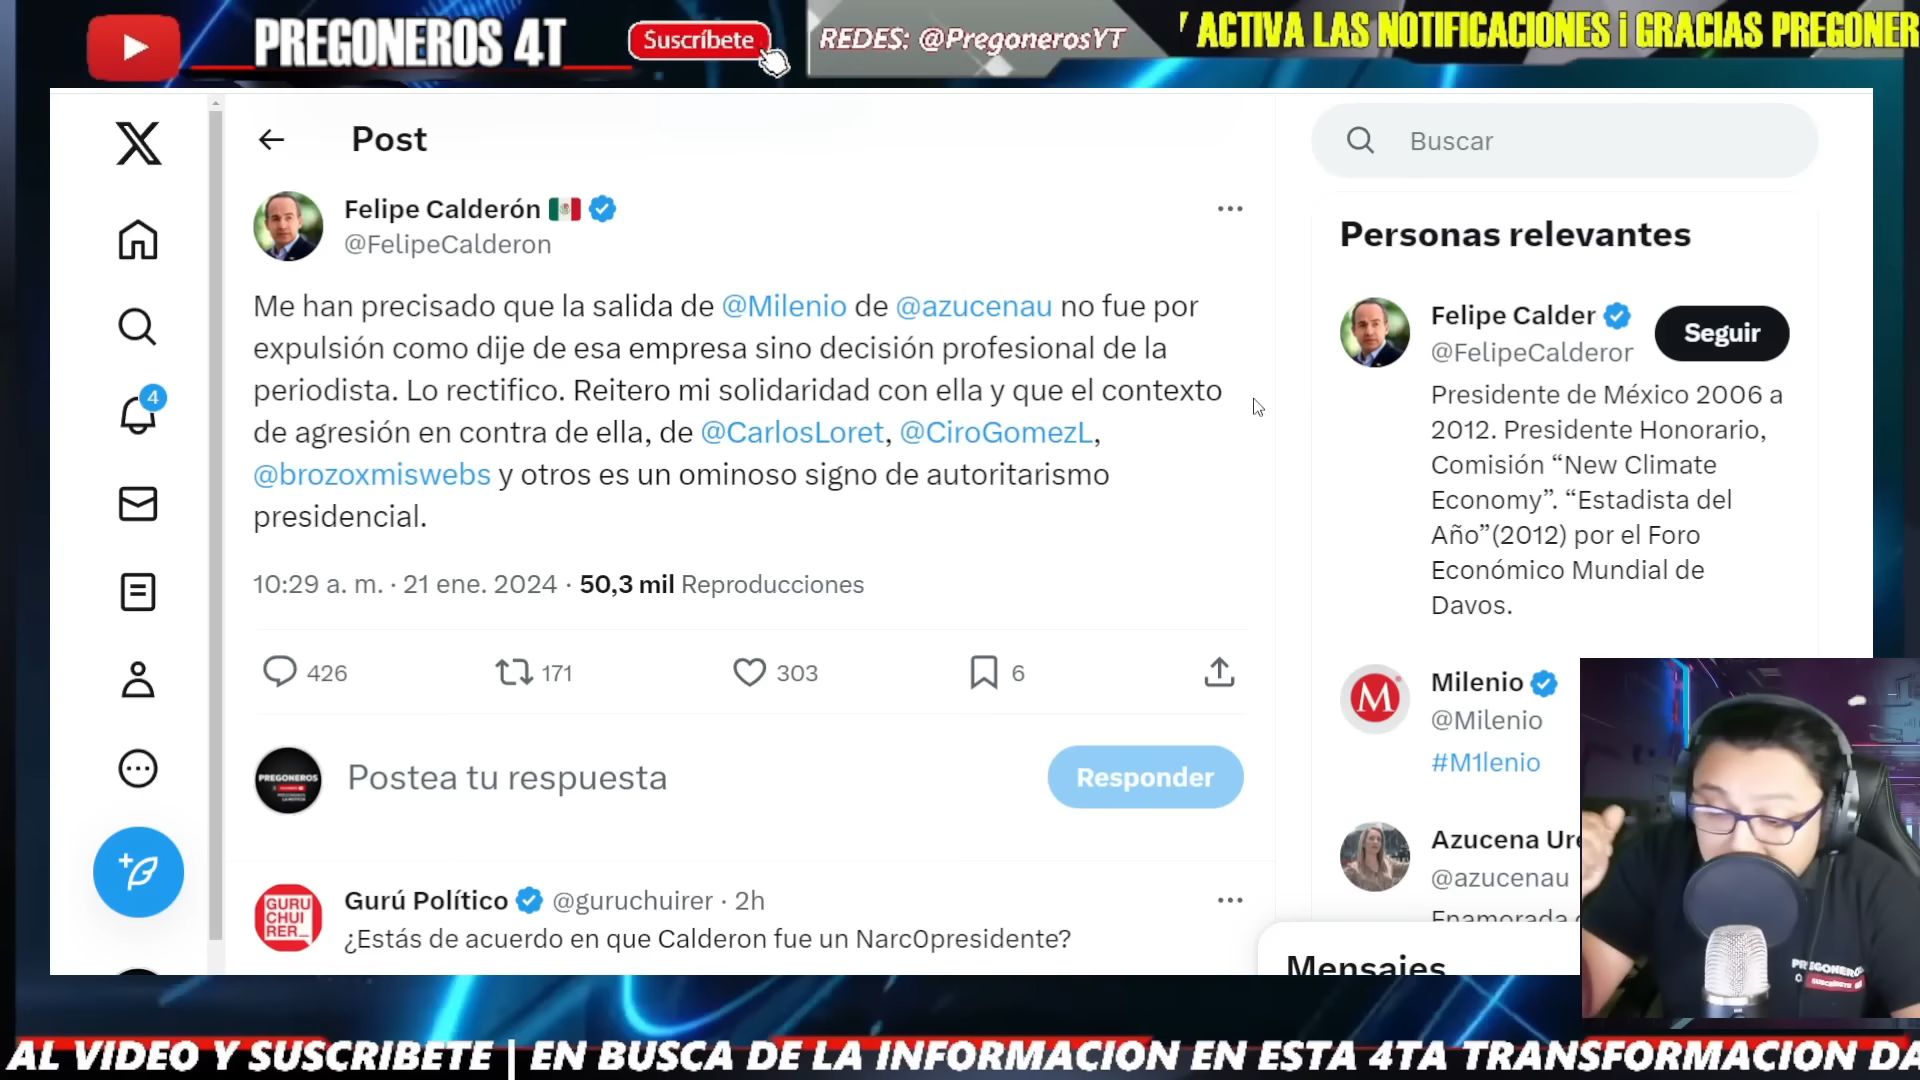 PREGONEROS 4T
Suscríbete
REDES: @PregonerosYT
ACTIVA LAS NOTIFICACIONES ¡ GRACIAS PREGONER
Post
Buscar
Felipe Calderón
@FelipeCalderon
Me han precisado que la salida de @Milenio de @azucenau no fue por
expulsión como dije de esa empresa sino decisión profesional de la
periodista. Lo rectifico. Reitero mi solidaridad con ella y que el contexto
de agresión en contra de ella, de @CarlosLoret, @CiroGomezL,
@brozoxmiswebs y otros es un ominoso signo de autoritarismo
presidencial.
10:29 a. m. · 21 ene. 2024 · 50,3 mil Reproducciones
426 171 303 6
PREGONEROS
Postea tu respuesta
Responder
Gurú Político @guruchuirer · 2h
GURU
CHUI
RER_
¿Estás de acuerdo en que Calderon fue un Narc0presidente?
4
Personas relevantes
Felipe Calder
@FelipeCalderor
Seguir
Presidente de México 2006 a
2012. Presidente Honorario,
Comisión “New Climate
Economy”. “Estadista del
Año”(2012) por el Foro
Económico Mundial de
Davos.
M
Milenio
@Milenio
#M1lenio
Azucena Ure
@azucenau
Enamorada
Mensajes
PREGONEROS
SUSCRIBETE
AL VIDEO Y SUSCRIBETE | EN BUSCA DE LA INFORMACION EN ESTA 4TA TRANSFORMACION DA